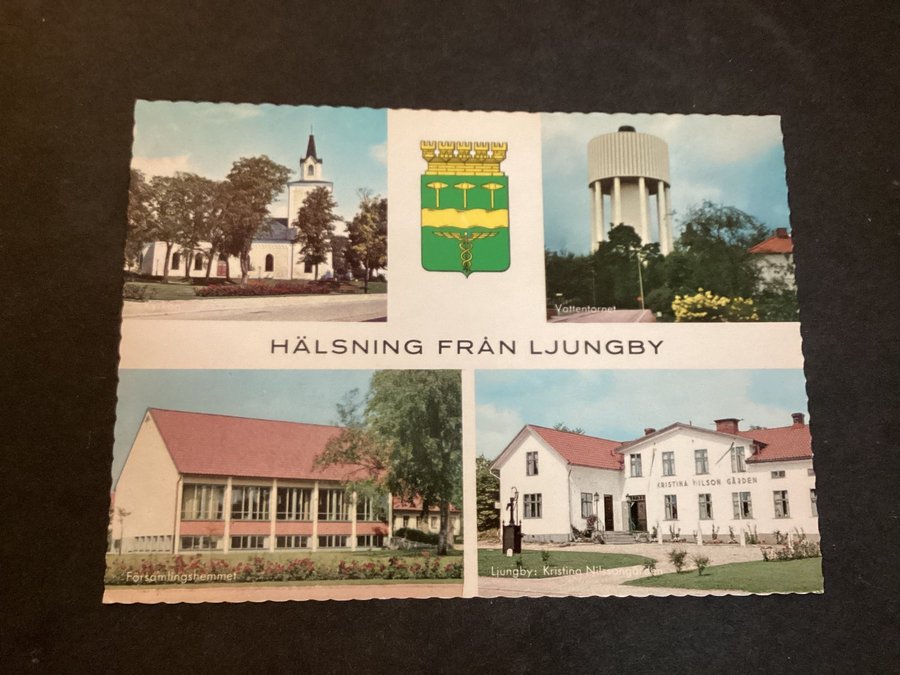 Vattentornet
HÄLSNING FRÅN LJUNGBY
KRISTINA NILSON GÅRDEN
Församlingshemmet
Ljungby: Kristina Nilssongården